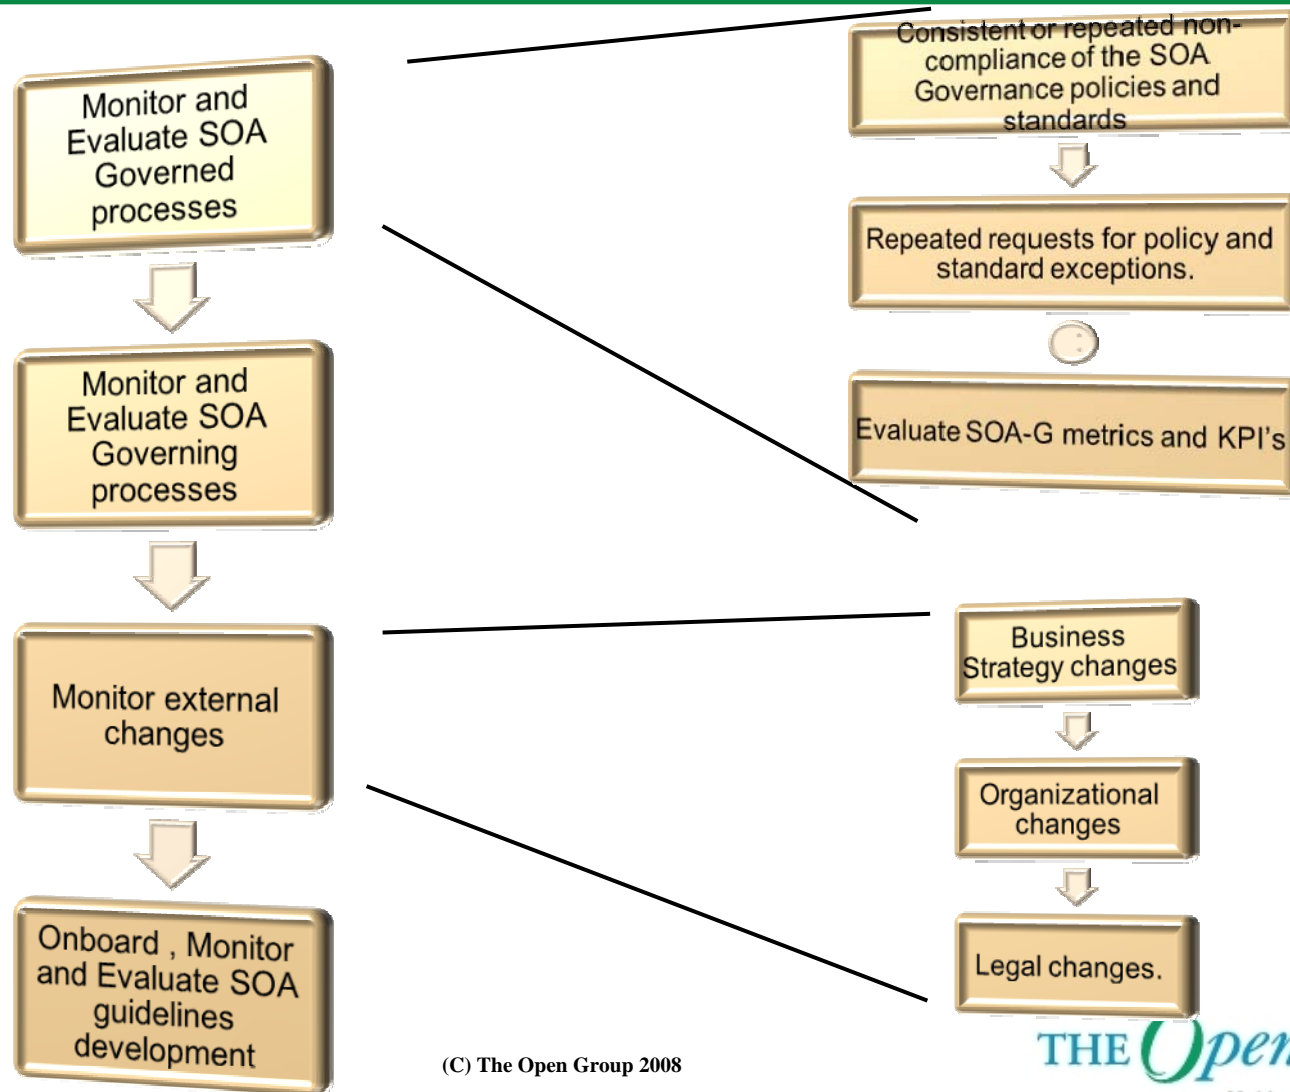 Monitor and
Evaluate SOA
Governed
processes
Monitor and
Evaluate SOA
Governing
processes
Monitor external
changes
Onboard , Monitor
and Evaluate SOA
guidelines
development
Consistent or repeated non-
compliance of the SOA
Governance policies and
standards
Repeated requests for policy and
standard exceptions.
Evaluate SOA-G metrics and KPI's
Business
Strategy changes
Organizational
changes
Legal changes.
(C) The Open Group 2008
THE Open